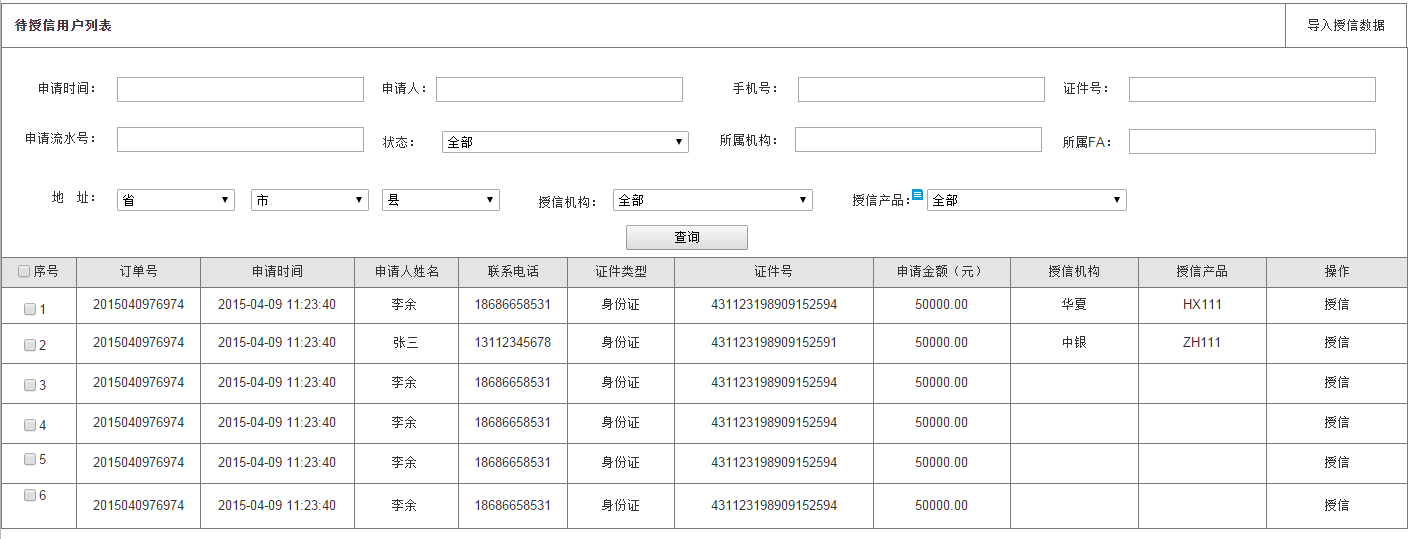 待授信用户列表 导入授信数据
申请时间： 申请人： 手机号： 证件号：
申请流水号： 状态： 全部 所属机构： 所属FA：
地 址： 省 市 县 授信机构： 全部 授信产品： 全部
查询
序号 订单号 申请时间 申请人姓名 联系电话 证件类型 证件号 申请金额（元） 授信机构 授信产品 操作
1 2015040976974 2015-04-09 11:23:40 李余 18686658531 身份证 431123198909152594 50000.00 华夏 HX111 授信
2 2015040976974 2015-04-09 11:23:40 张三 13112345678 身份证 431123198909152591 50000.00 中银 ZH111 授信
3 2015040976974 2015-04-09 11:23:40 李余 18686658531 身份证 431123198909152594 50000.00 授信
4 2015040976974 2015-04-09 11:23:40 李余 18686658531 身份证 431123198909152594 50000.00 授信
5 2015040976974 2015-04-09 11:23:40 李余 18686658531 身份证 431123198909152594 50000.00 授信
6 2015040976974 2015-04-09 11:23:40 李余 18686658531 身份证 431123198909152594 50000.00 授信